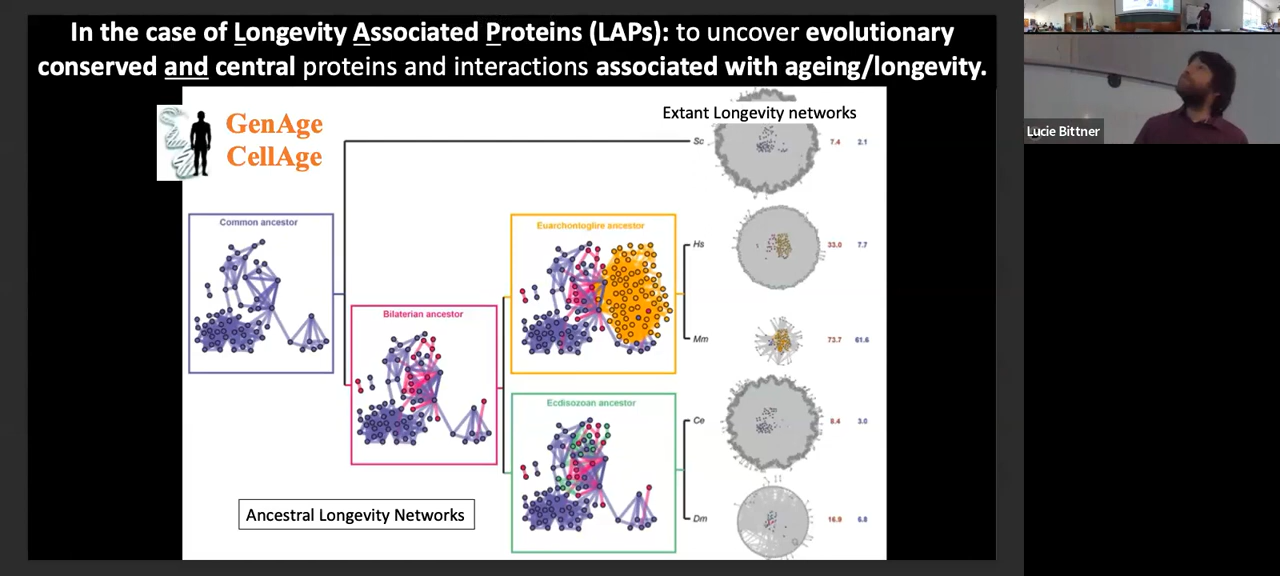 In the case of Longevity Associated Proteins (LAPs): to uncover evolutionary
conserved and central proteins and interactions associated with ageing/longevity.
GenAge
CellAge
Extant Longevity networks
Sc
7.4 2.1
Common ancestor
Euarchontoglire ancestor
Hs
33.0 7.7
Bilaterian ancestor
Mm
73.7 61.6
Ecdisozoan ancestor
Ce
8.4 3.0
Ancestral Longevity Networks
Dm
16.9 6.8
Lucie Bittner